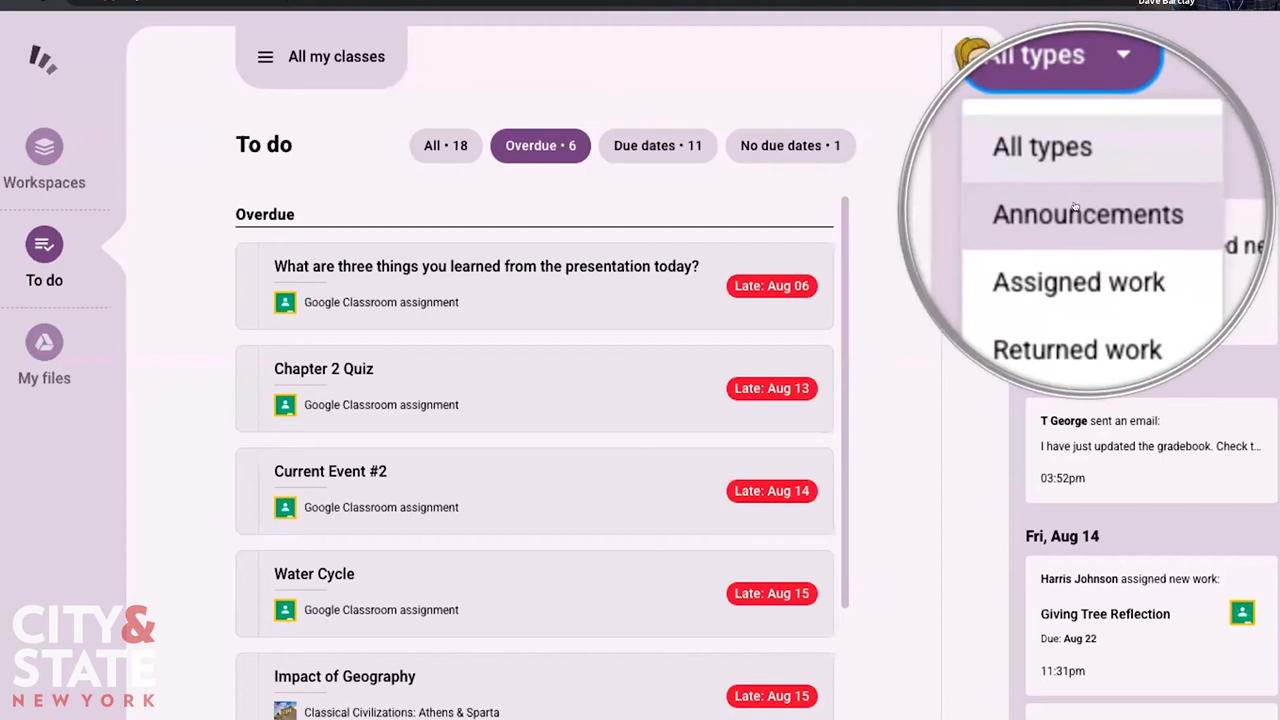 Dave Barclay
All my classes
All types
All types
Announcements
Assigned work
Returned work
Workspaces
To do
My files
To do
All • 18
Overdue • 6
Due dates • 11
No due dates • 1
Overdue
What are three things you learned from the presentation today?
Google Classroom assignment
Late: Aug 06
Chapter 2 Quiz
Google Classroom assignment
Late: Aug 13
Current Event #2
Google Classroom assignment
Late: Aug 14
Water Cycle
Google Classroom assignment
Late: Aug 15
Impact of Geography
Classical Civilizations: Athens & Sparta
Late: Aug 15
T George sent an email:
I have just updated the gradebook. Check t...
03:52pm
Fri, Aug 14
Harris Johnson assigned new work:
Giving Tree Reflection
Due: Aug 22
11:31pm
CITY&
STATE
NEW YORK